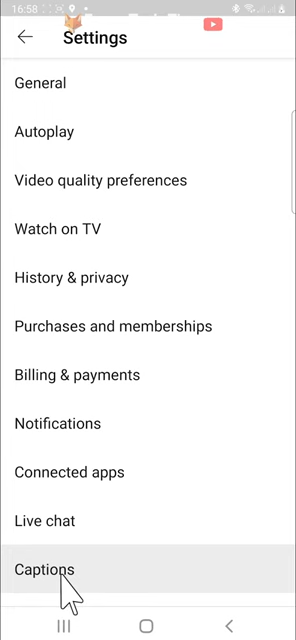 16:58
Settings
General
Autoplay
Video quality preferences
Watch on TV
History & privacy
Purchases and memberships
Billing & payments
Notifications
Connected apps
Live chat
Captions